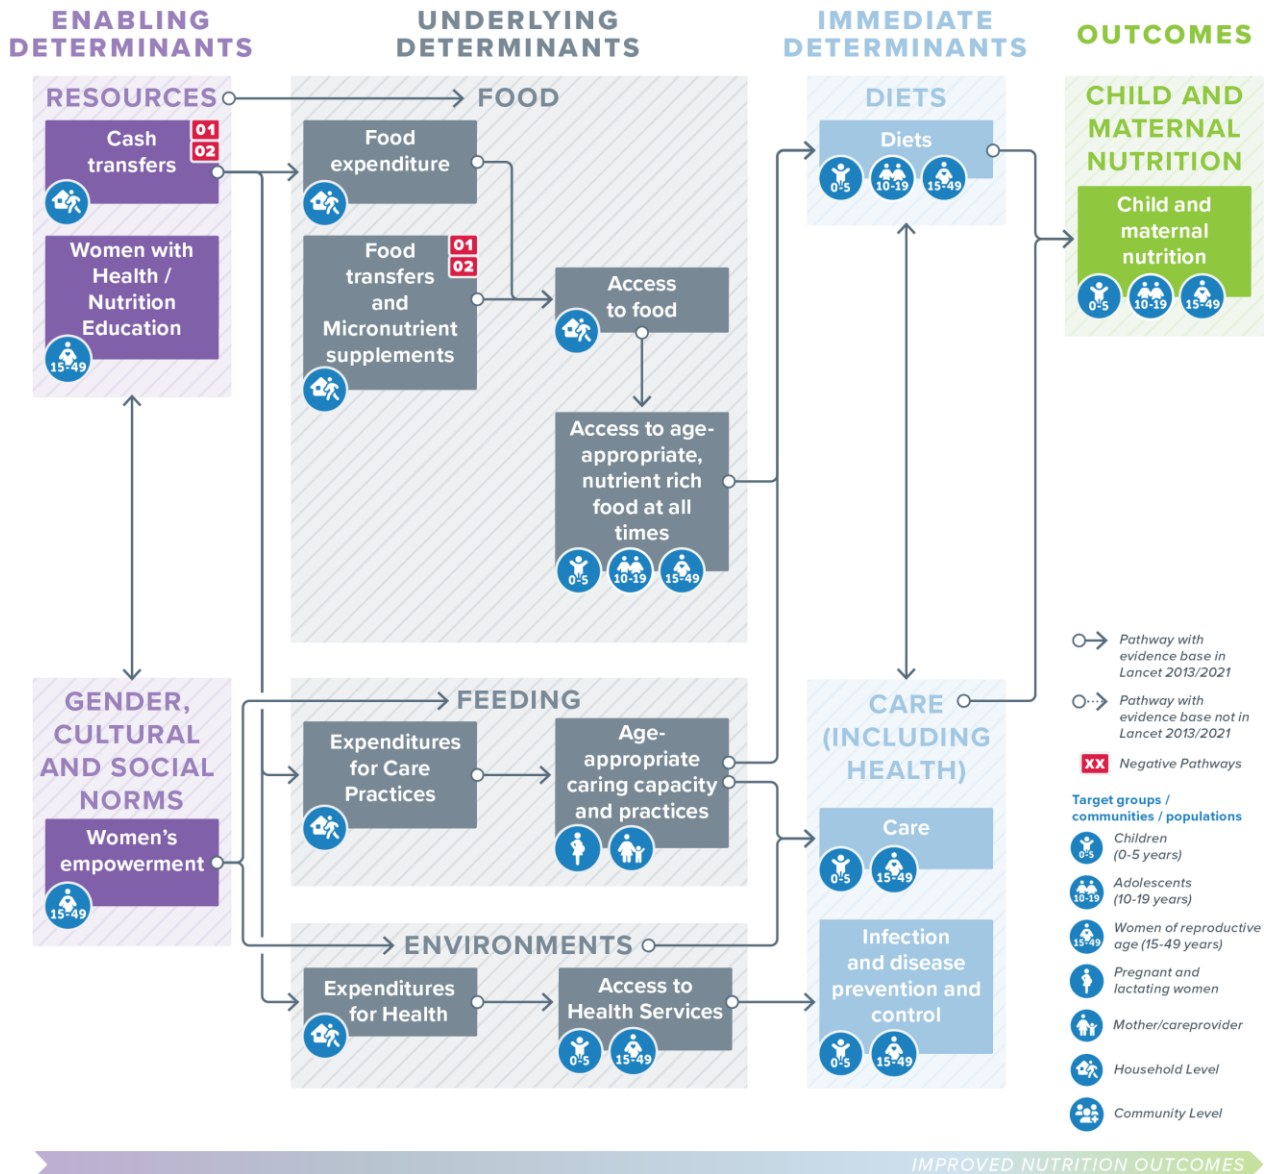 ENABLING
DETERMINANTS
UNDERLYING
DETERMINANTS
IMMEDIATE
DETERMINANTS
OUTCOMES
RESOURCES
Cash
transfers
01
02
Women with
Health /
Nutrition
Education
15-49
FOOD
Food
expenditure
Food
transfers
and
Micronutrient
supplements
01
02
Access
to food
Access to age-
appropriate,
nutrient rich
food at all
times
0-5
10-19
15-49
DIETS
Diets
0-5
10-19
15-49
CHILD AND
MATERNAL
NUTRITION
Child and
maternal
nutrition
0-5
10-19
15-49
GENDER,
CULTURAL
AND SOCIAL
NORMS
Women's
empowerment
15-49
FEEDING
Expenditures
for Care
Practices
Age-
appropriate
caring capacity
and practices
ENVIRONMENTS
Expenditures
for Health
Access to
Health Services
0-5
15-49
CARE
(INCLUDING
HEALTH)
Care
0-5
15-49
Infection
and disease
prevention and
control
0-5
15-49
Pathway with
evidence base in
Lancet 2013/2021
Pathway with
evidence base not in
Lancet 2013/2021
XX
Negative Pathways
Target groups /
communities / populations
0-5
Children
(0-5 years)
10-19
Adolescents
(10-19 years)
15-49
Women of reproductive
age (15-49 years)
Pregnant and
lactating women
Mother/careprovider
Household Level
Community Level
IMPROVED NUTRITION OUTCOMES